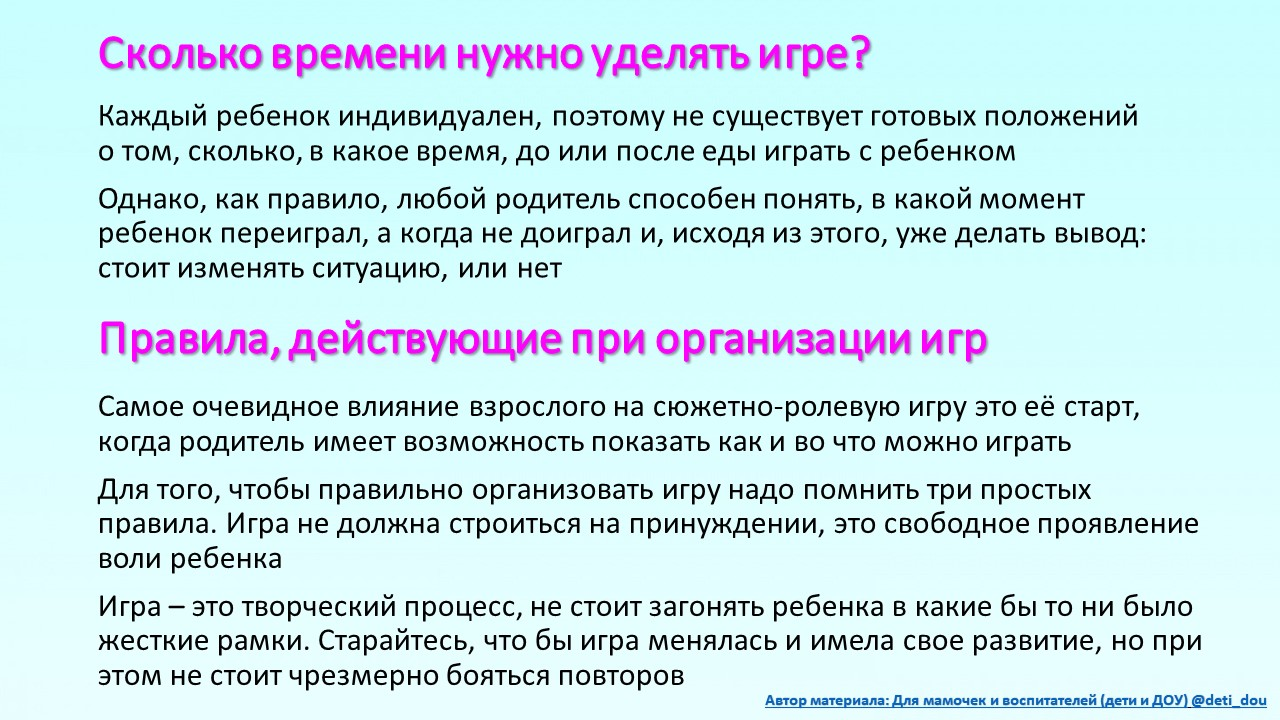 Сколько времени нужно уделять игре?
Каждый ребенок индивидуален, поэтому не существует готовых положений
о том, сколько, в какое время, до или после еды играть с ребенком
Однако, как правило, любой родитель способен понять, в какой момент
ребенок переиграл, а когда не доиграл и, исходя из этого, уже делать вывод:
стоит изменять ситуацию, или нет
Правила, действующие при организации игр
Самое очевидное влияние взрослого на сюжетно-ролевую игру это её старт,
когда родитель имеет возможность показать как и во что можно играть
Для того, чтобы правильно организовать игру надо помнить три простых
правила. Игра не должна строиться на принуждении, это свободное проявление
воли ребенка
Игра – это творческий процесс, не стоит загонять ребенка в какие бы то ни было
жесткие рамки. Старайтесь, что бы игра менялась и имела свое развитие, но при
этом не стоит чрезмерно бояться повторов
Автор материала: Для мамочек и воспитателей (дети и ДОУ) @deti_dou